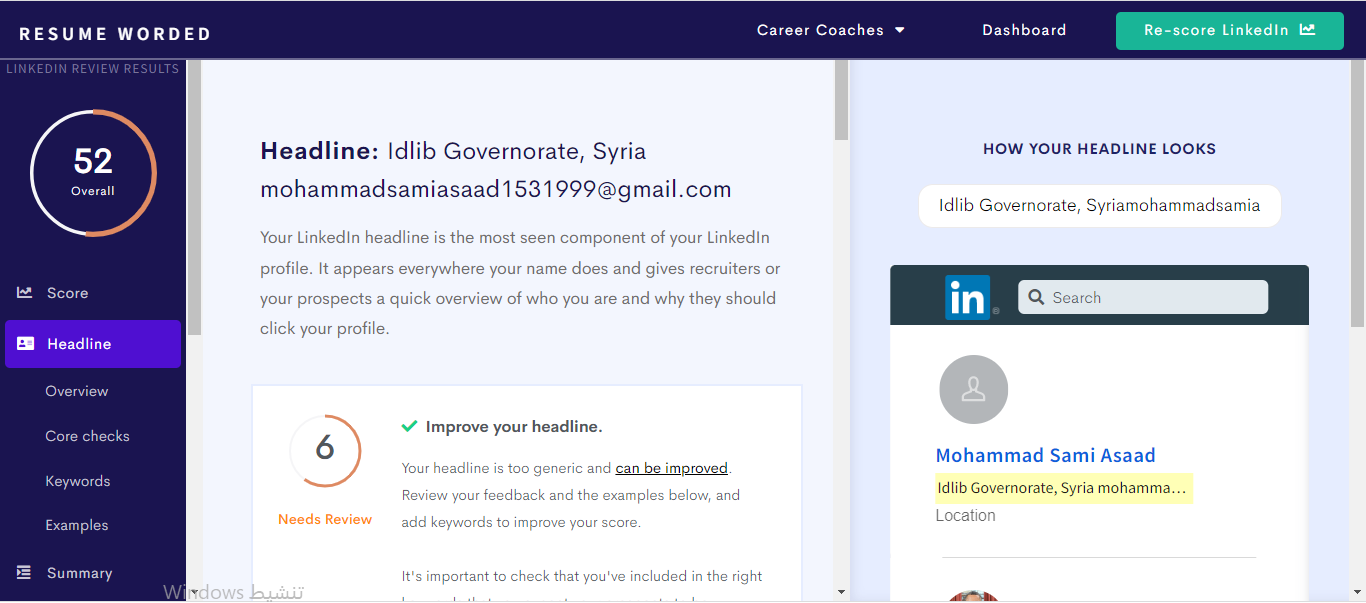 RESUME WORDED
Career Coaches
Dashboard
Re-score LinkedIn
LINKEDIN REVIEW RESULTS
52
Overall
Score
Headline
Overview
Core checks
Keywords
Examples
Summary
Headline: Idlib Governorate, Syria
mohammadsamiasaad1531999@gmail.com
Your LinkedIn headline is the most seen component of your LinkedIn
profile. It appears everywhere your name does and gives recruiters or
your prospects a quick overview of who you are and why they should
click your profile.
6
Needs Review
Improve your headline.
Your headline is too generic and can be improved.
Review your feedback and the examples below, and
add keywords to improve your score.
It's important to check that you've included in the right
HOW YOUR HEADLINE LOOKS
Idlib Governorate, Syriamohammadsamia
in ®
Search
Mohammad Sami Asaad
Idlib Governorate, Syria mohamma...
Location
تنشيط Windows